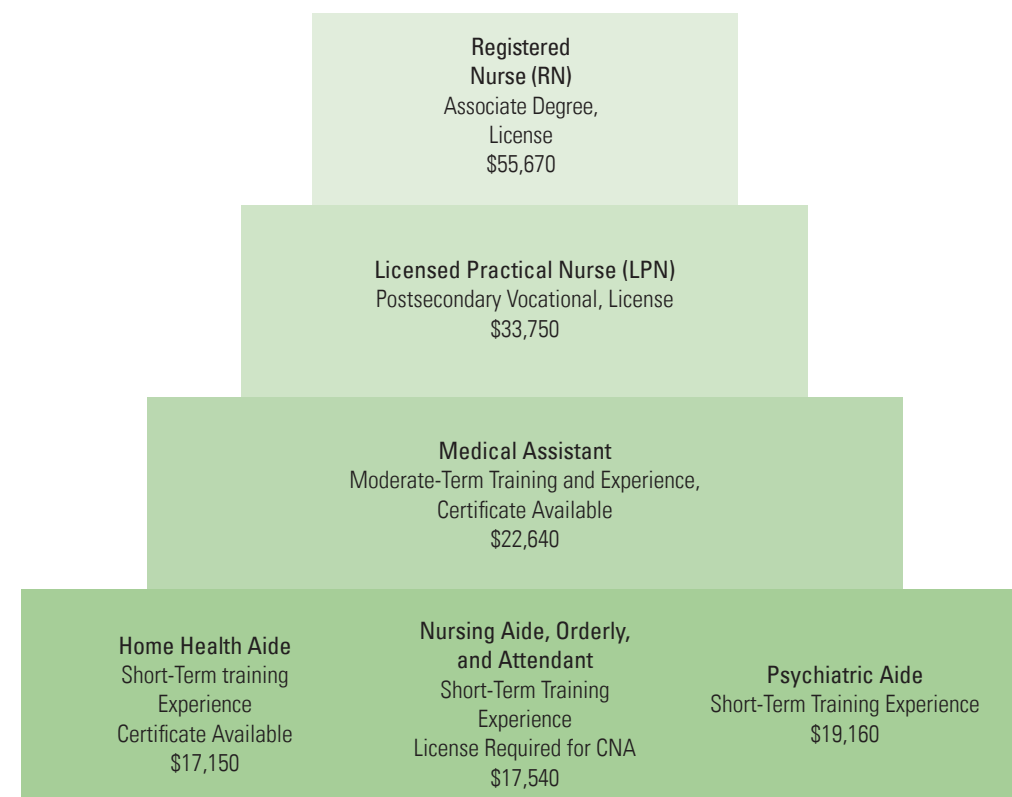 Registered
Nurse (RN)
Associate Degree,
License
$55,670
Licensed Practical Nurse (LPN)
Postsecondary Vocational, License
$33,750
Medical Assistant
Moderate-Term Training and Experience,
Certificate Available
$22,640
Home Health Aide
Short-Term training
Experience
Certificate Available
$17,150
Nursing Aide, Orderly,
and Attendant
Short-Term Training
Experience
License Required for CNA
$17,540
Psychiatric Aide
Short-Term Training Experience
$19,160